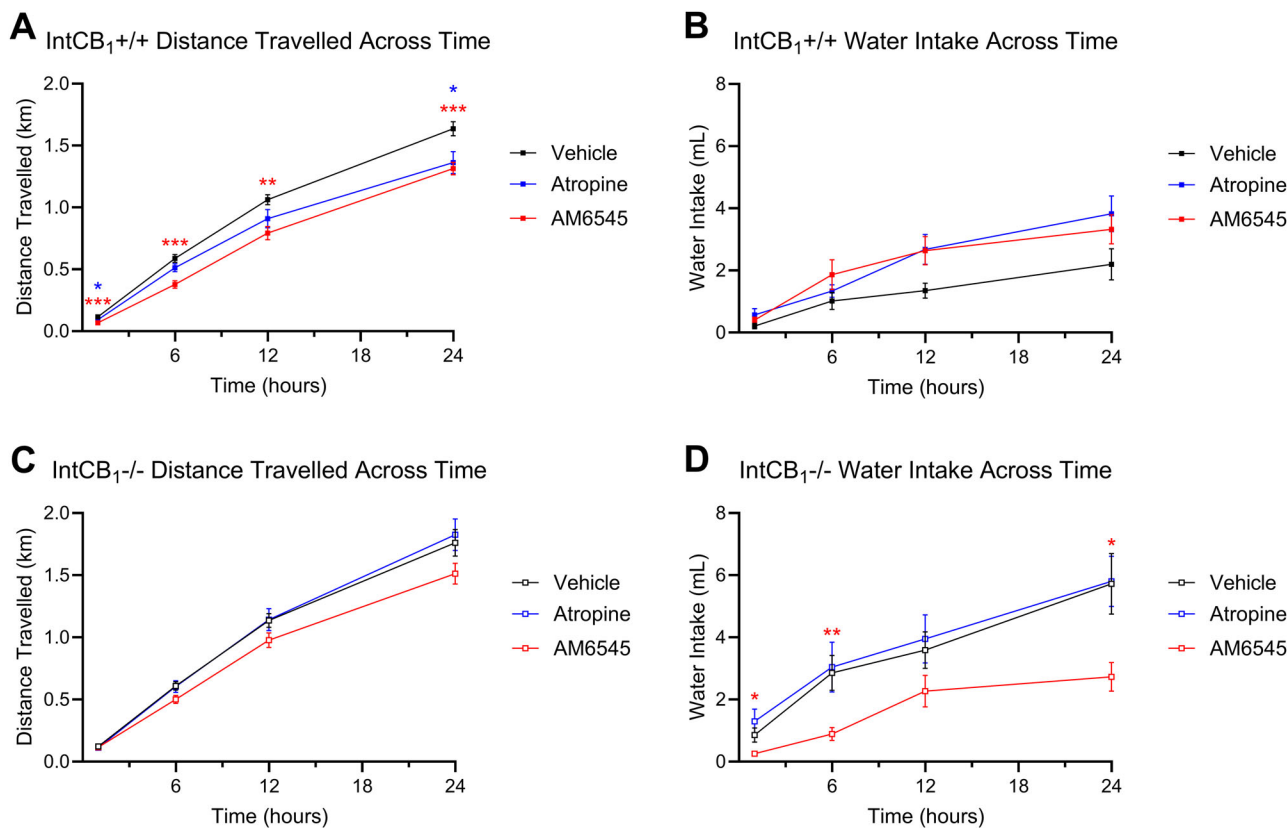 A
IntCB₁+/+ Distance Travelled Across Time
Distance Travelled (km)
2.0
1.5
1.0
0.5
0.0
*
***
***
**
*
***
6
12
18
24
Time (hours)
Vehicle
Atropine
AM6545
B
IntCB₁+/+ Water Intake Across Time
Water Intake (mL)
8
6
4
2
0
6
12
18
24
Time (hours)
Vehicle
Atropine
AM6545
C
IntCB₁-/- Distance Travelled Across Time
Distance Travelled (km)
2.0
1.5
1.0
0.5
0.0
6
12
18
24
Time (hours)
Vehicle
Atropine
AM6545
D
IntCB₁-/- Water Intake Across Time
Water Intake (mL)
8
6
4
2
0
*
**
*
6
12
18
24
Time (hours)
Vehicle
Atropine
AM6545